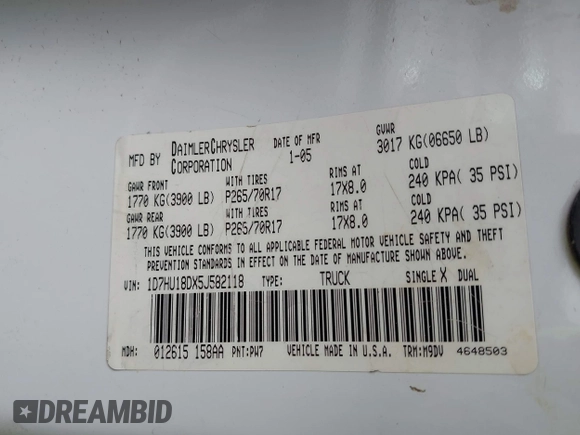 MFD BY DAIMLERCHRYSLER CORPORATION DATE OF MFR 1-05 GVWR 3017 KG(06650 LB)
GAWR FRONT WITH TIRES RIMS AT COLD
1770 KG(3900 LB) P265/70R17 17X8.0 240 KPA( 35 PSI)
GAWR REAR WITH TIRES RIMS AT COLD
1770 KG(3900 LB) P265/70R17 17X8.0 240 KPA( 35 PSI)
THIS VEHICLE CONFORMS TO ALL APPLICABLE FEDERAL MOTOR VEHICLE SAFETY AND THEFT
PREVENTION STANDARDS IN EFFECT ON THE DATE OF MANUFACTURE SHOWN ABOVE.
VIN: 1D7HU18DX5J582118 TYPE: TRUCK SINGLE X DUAL
MDH: 012615 158AA PNT:PW7 VEHICLE MADE IN U.S.A. TRM:M9DV 4648503
DREAMBID